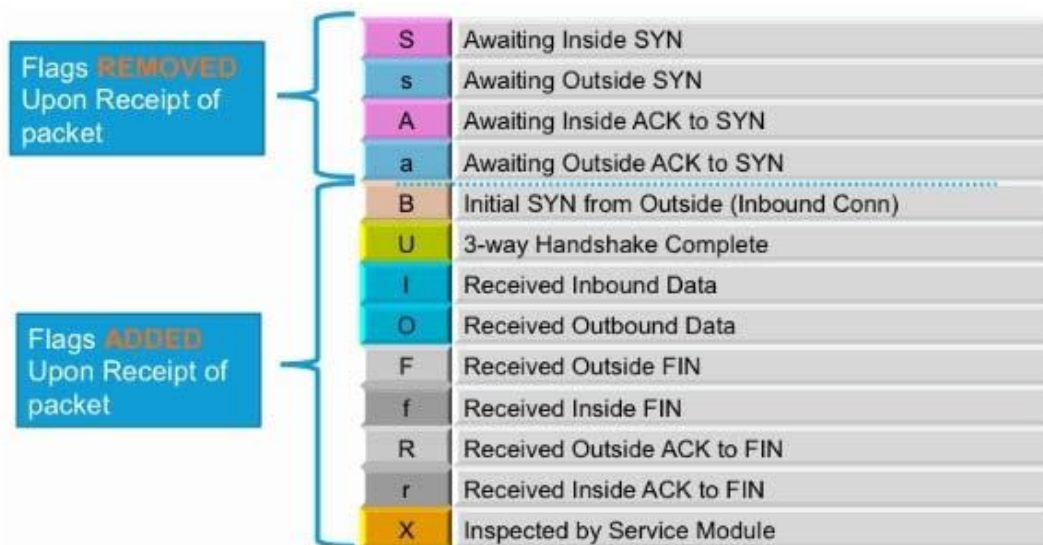 Flags REMOVED
Upon Receipt of
packet
S Awaiting Inside SYN
s Awaiting Outside SYN
A Awaiting Inside ACK to SYN
a Awaiting Outside ACK to SYN
Flags ADDED
Upon Receipt of
packet
B Initial SYN from Outside (Inbound Conn)
U 3-way Handshake Complete
I Received Inbound Data
O Received Outbound Data
F Received Outside FIN
f Received Inside FIN
R Received Outside ACK to FIN
r Received Inside ACK to FIN
X Inspected by Service Module